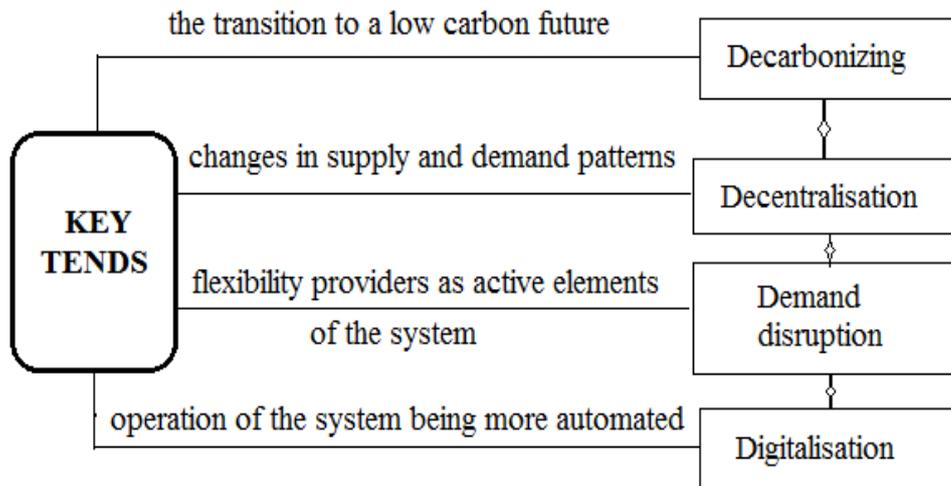 the transition to a low carbon future
Decarbonizing
changes in supply and demand patterns
Decentralisation
KEY
TENDS
flexibility providers as active elements
of the system
Demand
disruption
operation of the system being more automated
Digitalisation